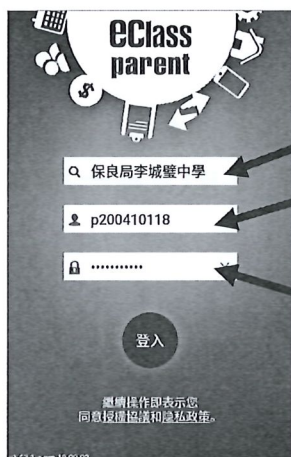 eClass
parent
保良局李城璧中學
p200410118
登入
繼續操作即表示您
同意授權協議和隱私政策。